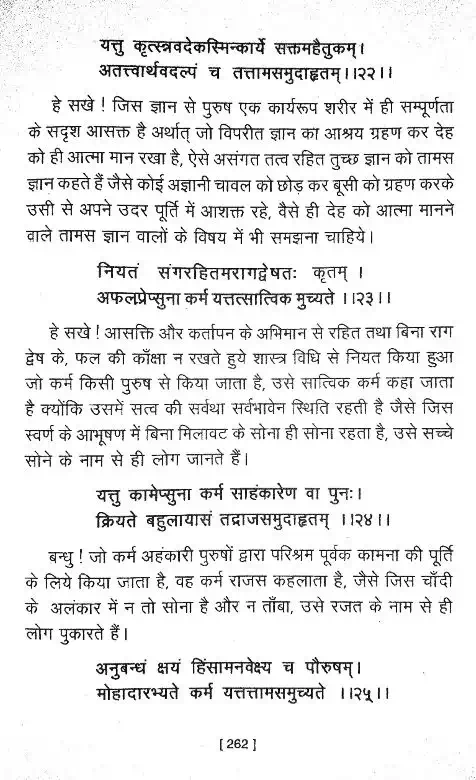 यत्तु कृत्स्नवदेकस्मिन्कार्ये सक्तमहैतुकम्।
अतत्त्वार्थवदल्पं च तत्तामसमुदाहृतम्।।२२।।
हे सखे ! जिस ज्ञान से पुरुष एक कार्यरूप शरीर में ही सम्पूर्णता
के सदृश आसक्त है अर्थात् जो विपरीत ज्ञान का आश्रय ग्रहण कर देह
को ही आत्मा मान रखा है, ऐसे असंगत तत्व रहित तुच्छ ज्ञान को तामस
ज्ञान कहते हैं जैसे कोई अज्ञानी चावल को छोड़ कर बूसी को ग्रहण करके
उसी से अपने उदर पूर्ति में आशक्त रहे, वैसे ही देह को आत्मा मानने
वाले तामस ज्ञान वालों के विषय में भी समझना चाहिये।
नियतं संगरहितमरागद्वेषतः कृतम् ।
अफलप्रेप्सुना कर्म यत्तत्सात्विक मुच्यते ।।२३।।
हे सखे ! आसक्ति और कर्तापन के अभिमान से रहित तथा बिना राग
द्वेष के, फल की काँक्षा न रखते हुये शास्त्र विधि से नियत किया हुआ
जो कर्म किसी पुरुष से किया जाता है, उसे सात्विक कर्म कहा जाता
है क्योंकि उसमें सत्व की सर्वथा सर्वभावेन स्थिति रहती है जैसे जिस
स्वर्ण के आभूषण में बिना मिलावट के सोना ही सोना रहता है, उसे सच्चे
सोने के नाम से ही लोग जानते हैं।
यत्तु कामेप्सुना कर्म साहंकारेण वा पुनः।
क्रियते बहुलायासं तद्राजसमुदाहृतम् ।।२४।।
बन्धु ! जो कर्म अहंकारी पुरुषों द्वारा परिश्रम पूर्वक कामना की पूर्ति
के लिये किया जाता है, वह कर्म राजस कहलाता है, जैसे जिस चाँदी
के अलंकार में न तो सोना है और न ताँबा, उसे रजत के नाम से ही
लोग पुकारते हैं।
अनुबन्धं क्षयं हिंसामनवेक्ष्य च पौरुषम्।
मोहादारभ्यते कर्म यत्तत्तामसमुच्यते ।।२५्।।
[ 262 ]